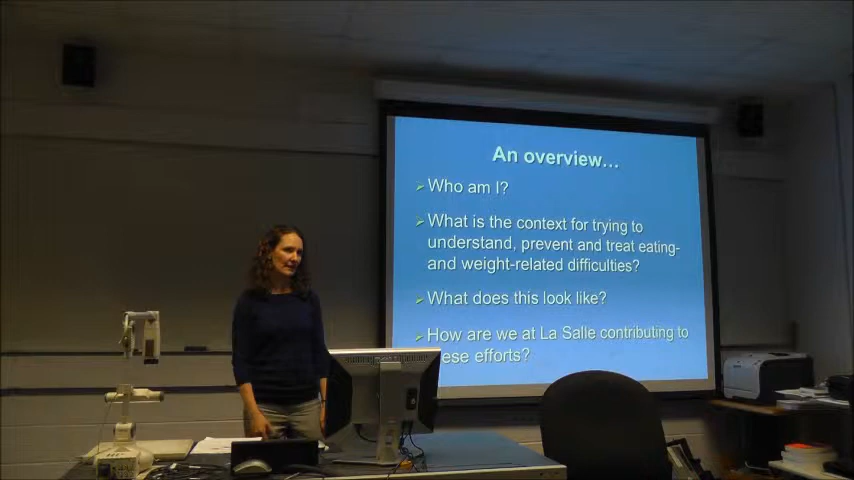 An overview...
Who am I?
What is the context for trying to
understand, prevent and treat eating-
and weight-related difficulties?
What does this look like?
How are we at La Salle contributing to
ese efforts?